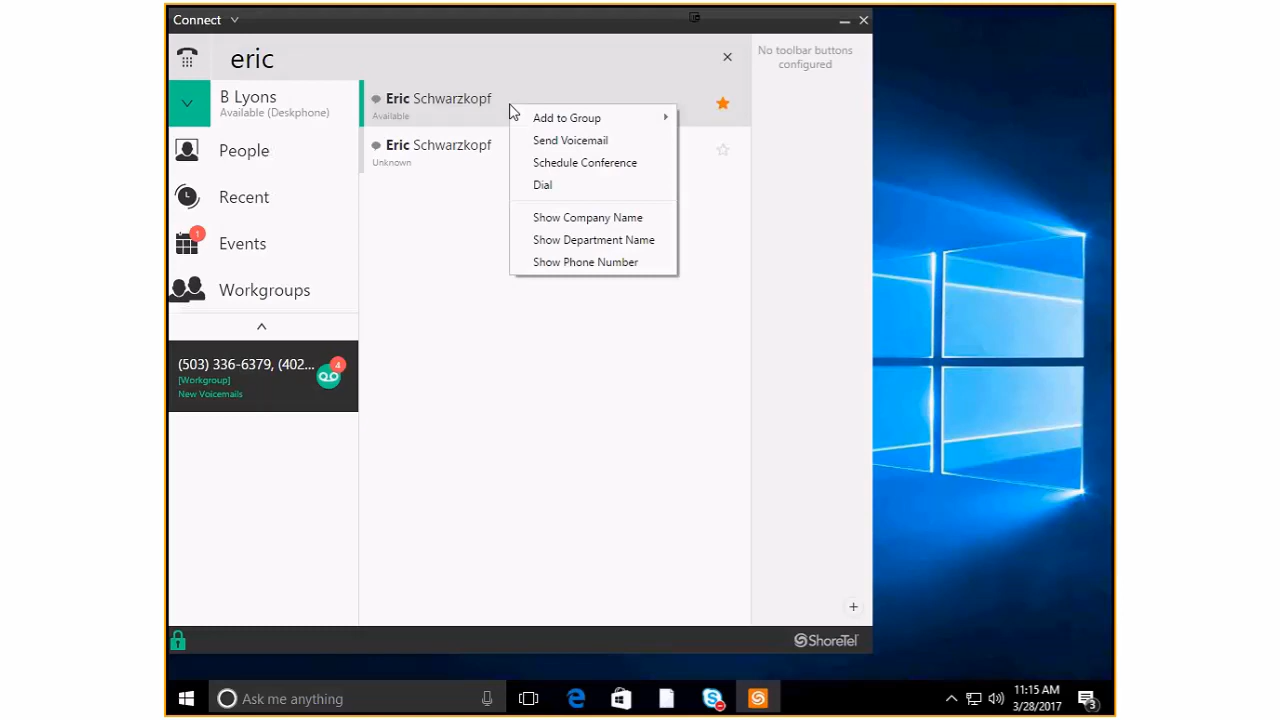 Connect
eric
No toolbar buttons
configured
B Lyons
Available (Deskphone)
Eric Schwarzkopf
Available
Eric Schwarzkopf
Unknown
Add to Group
Send Voicemail
Schedule Conference
Dial
Show Company Name
Show Department Name
Show Phone Number
People
Recent
1
Events
Workgroups
(503) 336-6379, (402...
4
[Workgroup]
New Voicemails
ShoreTel
Ask me anything
11:15 AM
3/28/2017
3